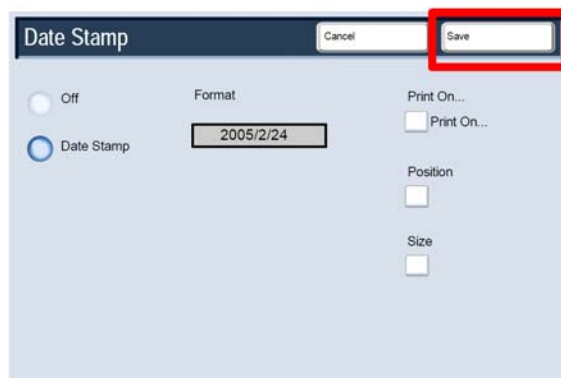 Date Stamp
Cancel
Save
Off
Date Stamp
Format
2005/2/24
Print On...
Print On...
Position
Size